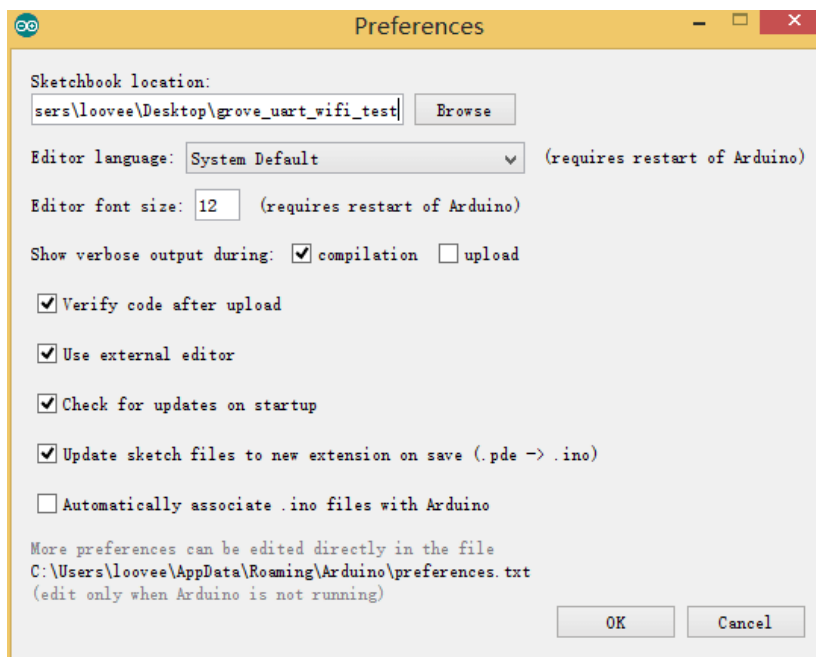 Preferences
Sketchbook location:
sers\loovee\Desktop\grove_uart_wifi_test Browse
Editor language: System Default (requires restart of Arduino)
Editor font size: 12 (requires restart of Arduino)
Show verbose output during: compilation upload
Verify code after upload
Use external editor
Check for updates on startup
Update sketch files to new extension on save (.pde -> .ino)
Automatically associate .ino files with Arduino
More preferences can be edited directly in the file
C:\Users\loovee\AppData\Roaming\Arduino\preferences.txt
(edit only when Arduino is not running)
OK Cancel